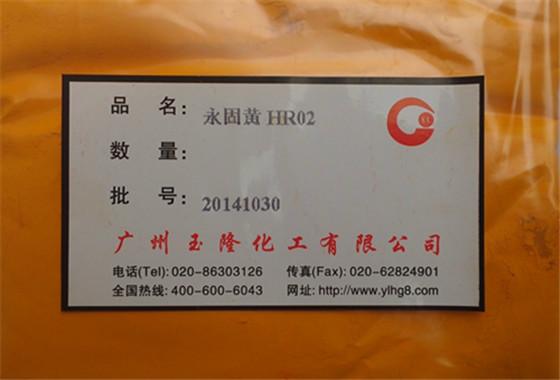 品 名： 永固黄 HR02
数 量：
批 号： 20141030
广州玉隆化工有限公司
电话(Tel): 020-86303126 传真(Fax): 020-62824901
全国热线: 400-600-6043 网址: http://www.ylhg8.com